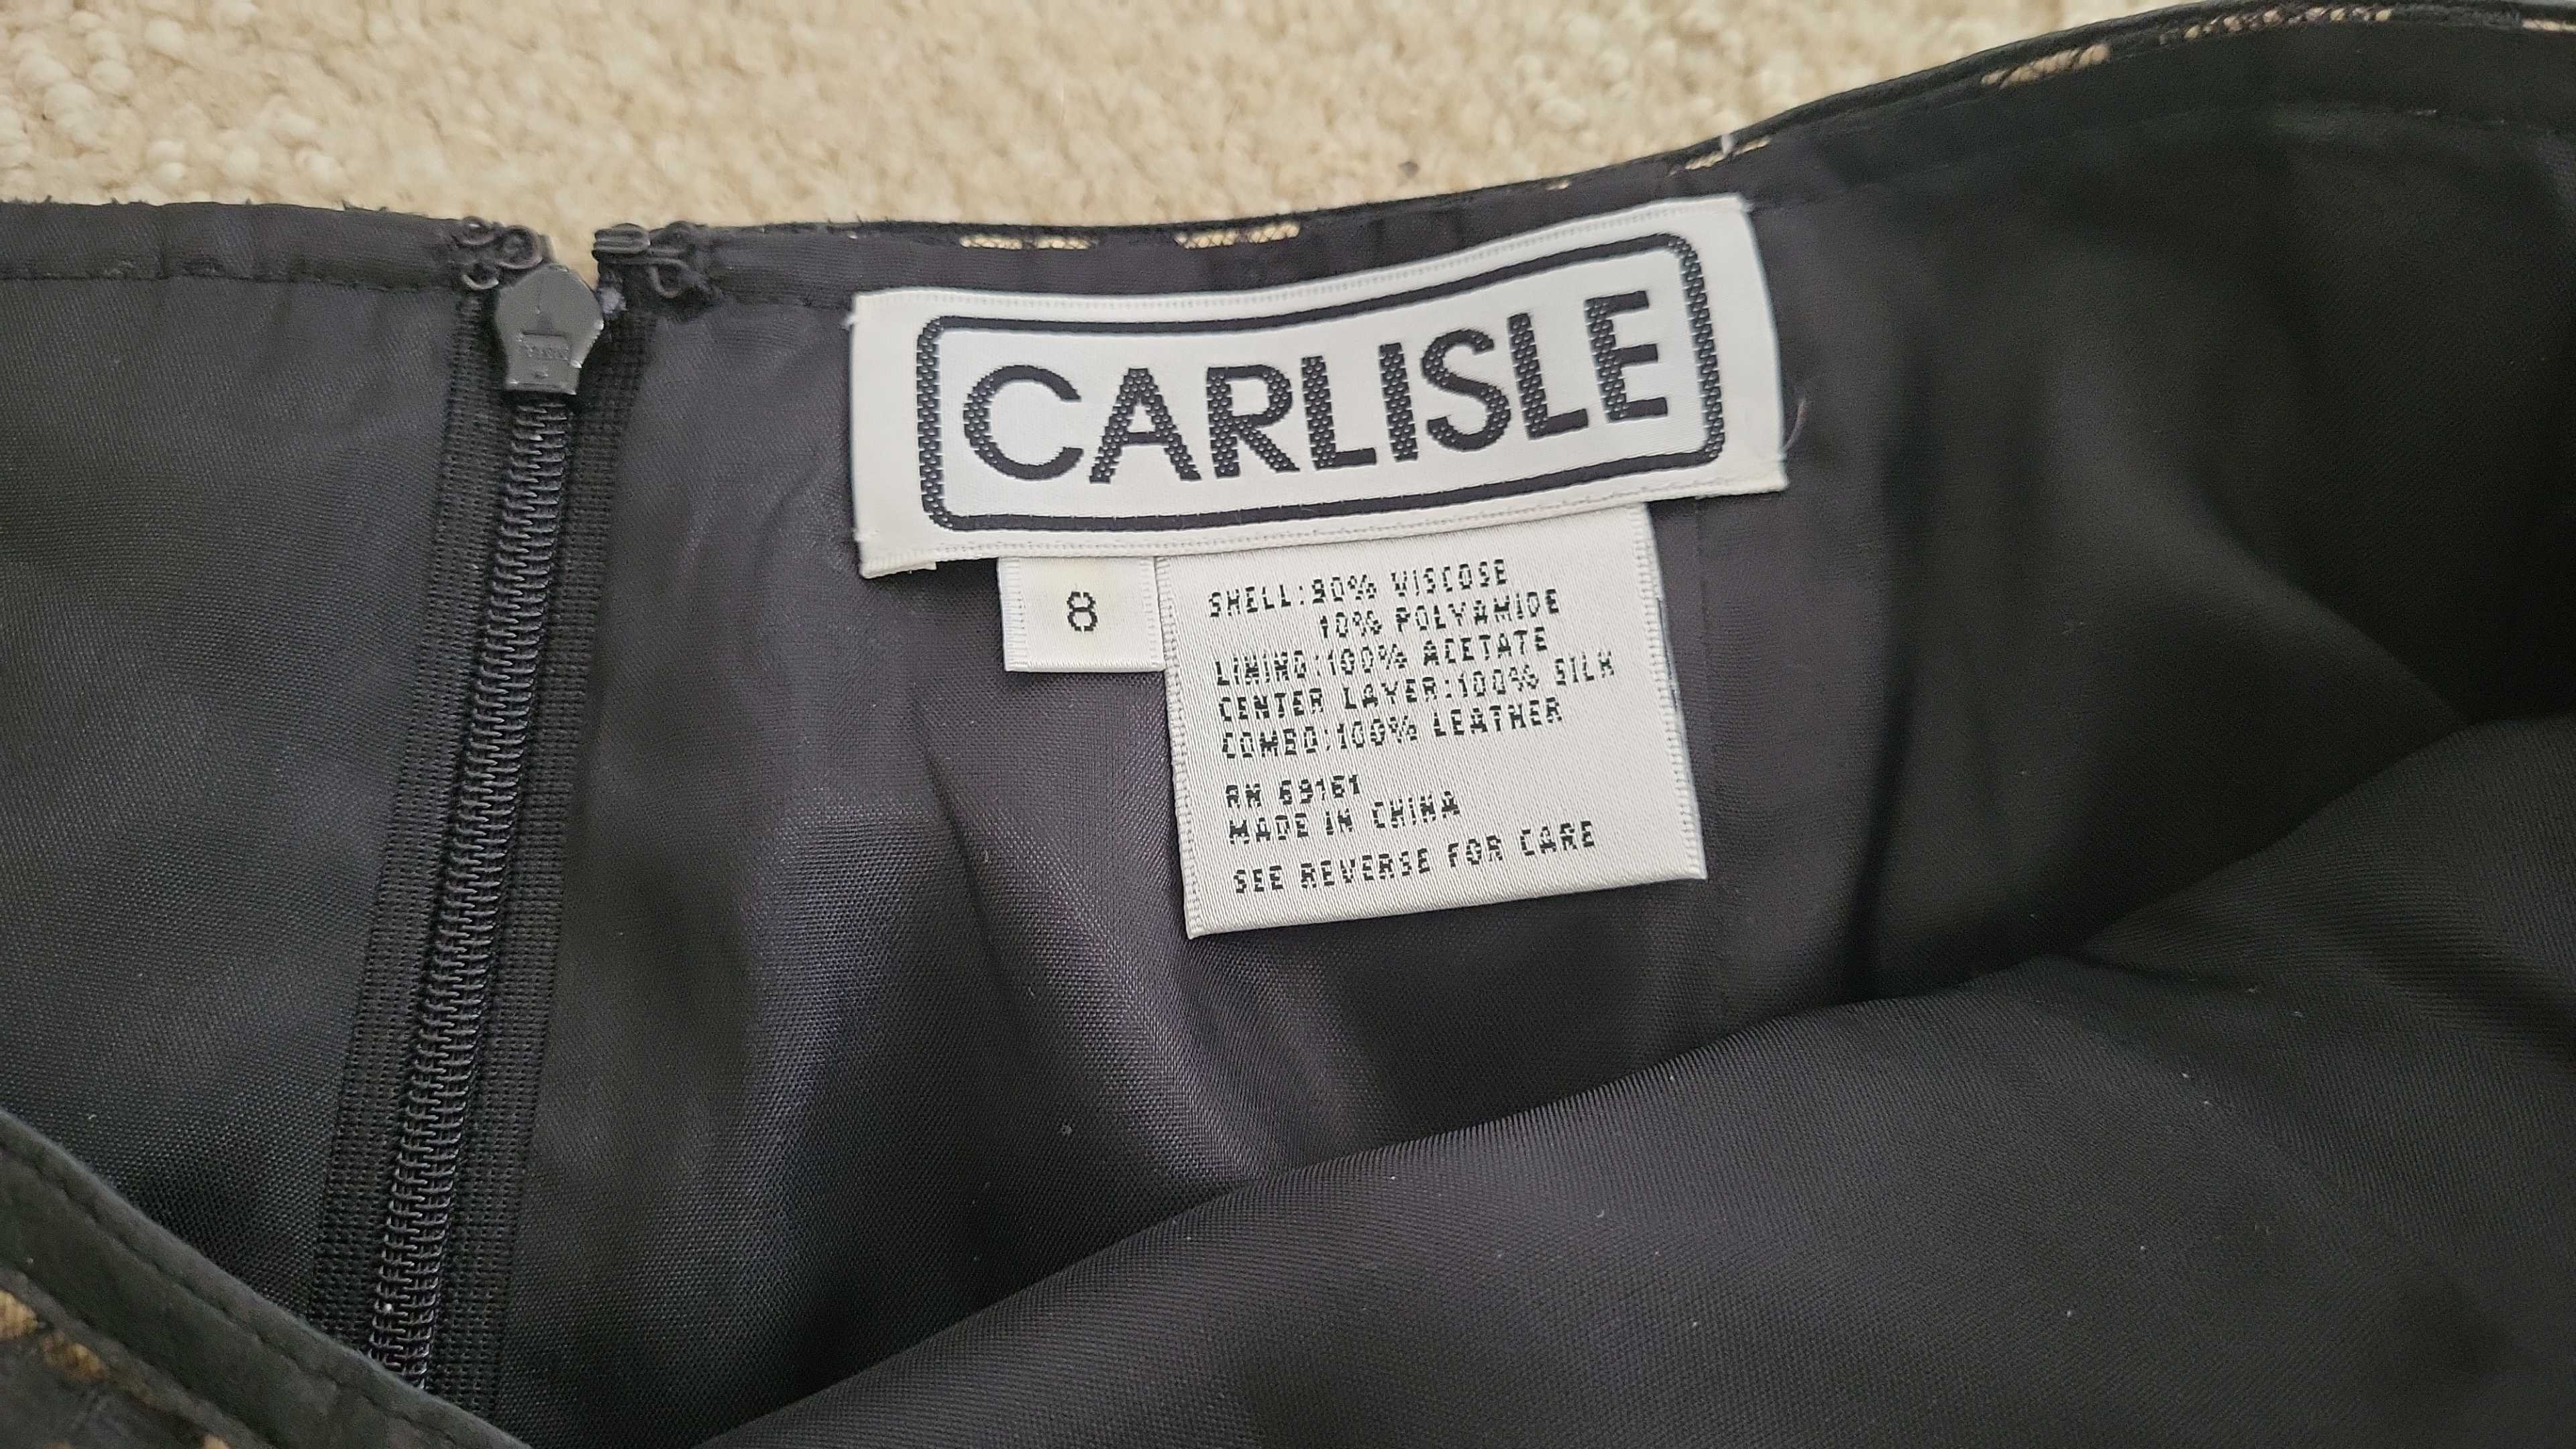 CARLISLE
8
SHELL:90% VISCOSE
10% POLYAMIDE
LINING:100% ACETATE
CENTER LAYER:100% SILK
COMBO:100% LEATHER
RN 69161
MADE IN CHINA
SEE REVERSE FOR CARE